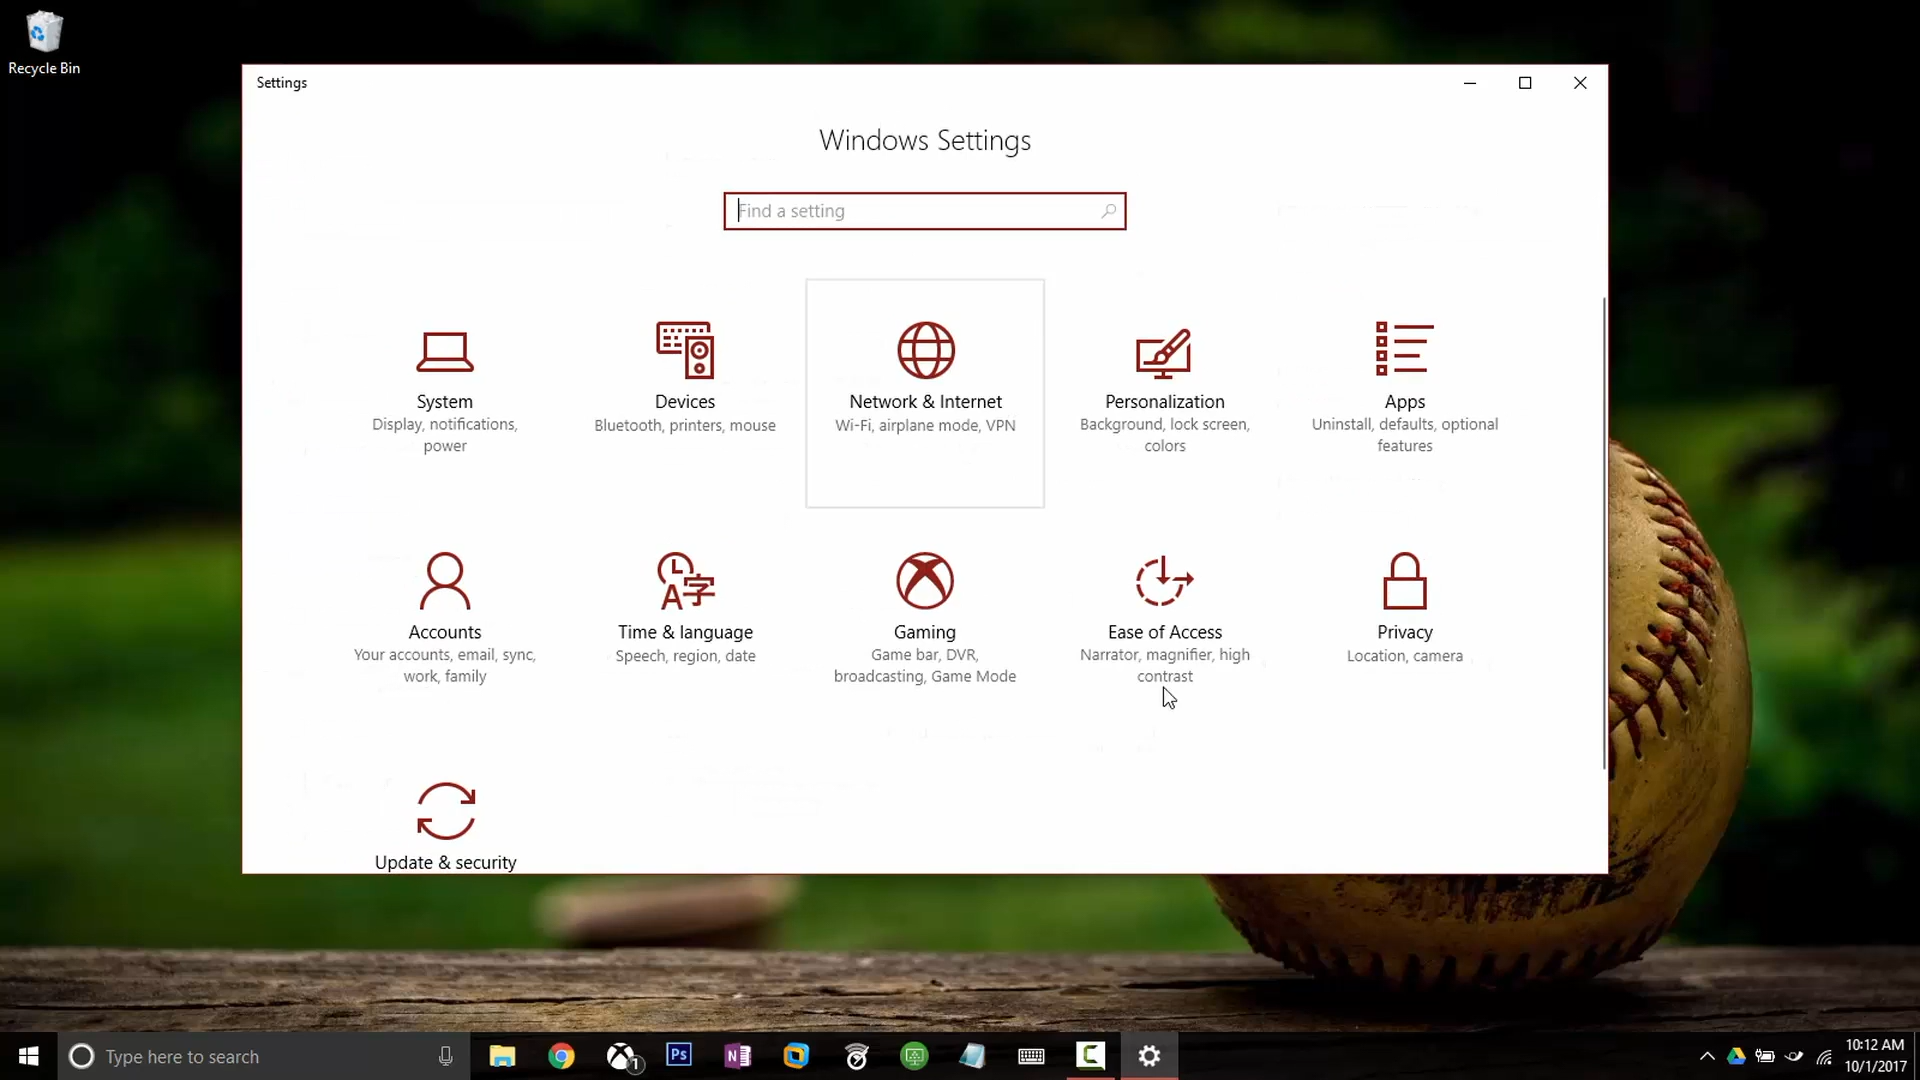 Recycle Bin
Settings
Windows Settings
Find a setting
System
Display, notifications,
power
Devices
Bluetooth, printers, mouse
Network & Internet
Wi-Fi, airplane mode, VPN
Personalization
Background, lock screen,
colors
Apps
Uninstall, defaults, optional
features
Accounts
Your accounts, email, sync,
work, family
Time & language
Speech, region, date
Gaming
Game bar, DVR,
broadcasting, Game Mode
Ease of Access
Narrator, magnifier, high
contrast
Privacy
Location, camera
Update & security
Type here to search
1
Ps
N
10:12 AM
10/1/2017